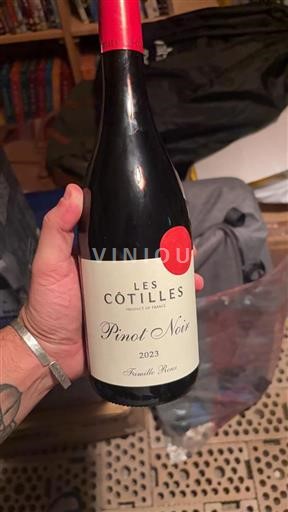 VINIOU
LES
CÔTILLES
PRODUCT OF FRANCE
Pinot Noir
2023
Famille Roux